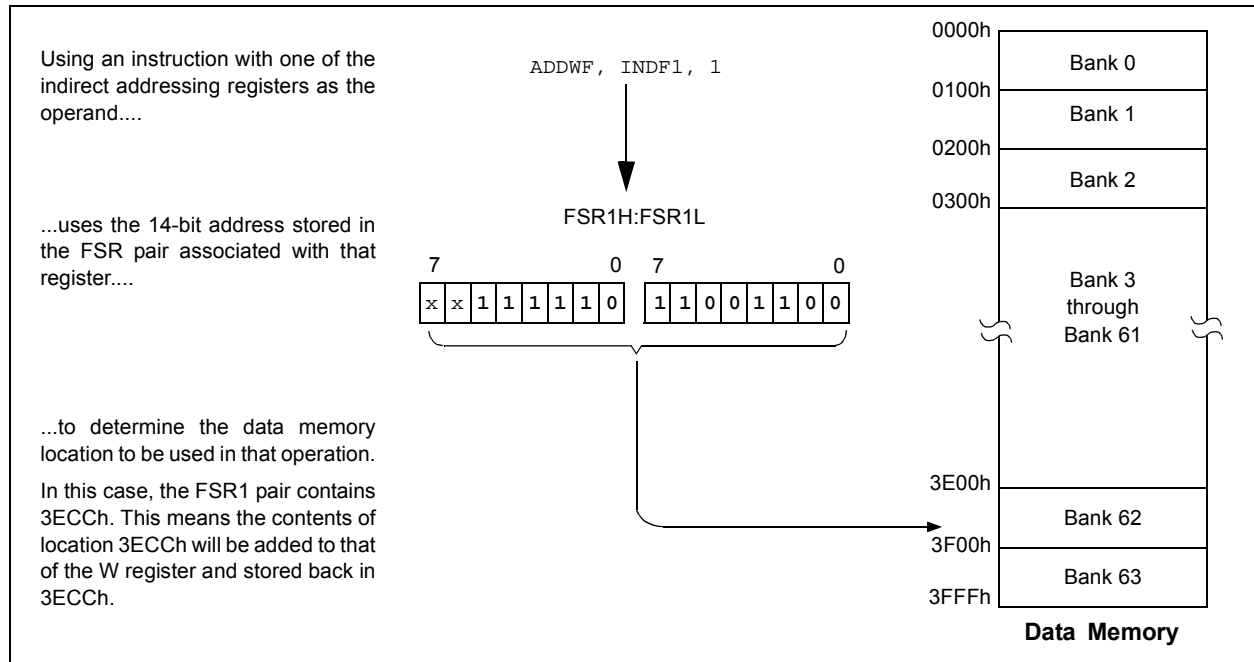 Using an instruction with one of the
indirect addressing registers as the
operand....
ADDWF, INDF1, 1
...uses the 14-bit address stored in
the FSR pair associated with that
register....
FSR1H:FSR1L
7 0 7 0
x x 1 1 1 1 1 0 1 1 0 0 1 1 0 0
...to determine the data memory
location to be used in that operation.
In this case, the FSR1 pair contains
3ECCh. This means the contents of
location 3ECCh will be added to that
of the W register and stored back in
3ECCh.
0000h
Bank 0
0100h
Bank 1
0200h
Bank 2
0300h
Bank 3
through
Bank 61
3E00h
Bank 62
3F00h
Bank 63
3FFFh
Data Memory